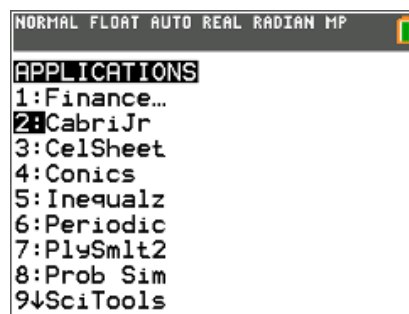 NORMAL FLOAT AUTO REAL RADIAN MP
APPLICATIONS
1:Finance…
2:CabriJr
3:CelSheet
4:Conics
5:Inequalz
6:Periodic
7:PlySmlt2
8:Prob Sim
9↓SciTools